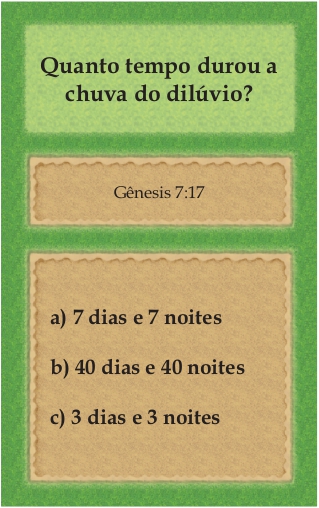 Quanto tempo durou a
chuva do dilúvio?
Gênesis 7:17
a) 7 dias e 7 noites
b) 40 dias e 40 noites
c) 3 dias e 3 noites